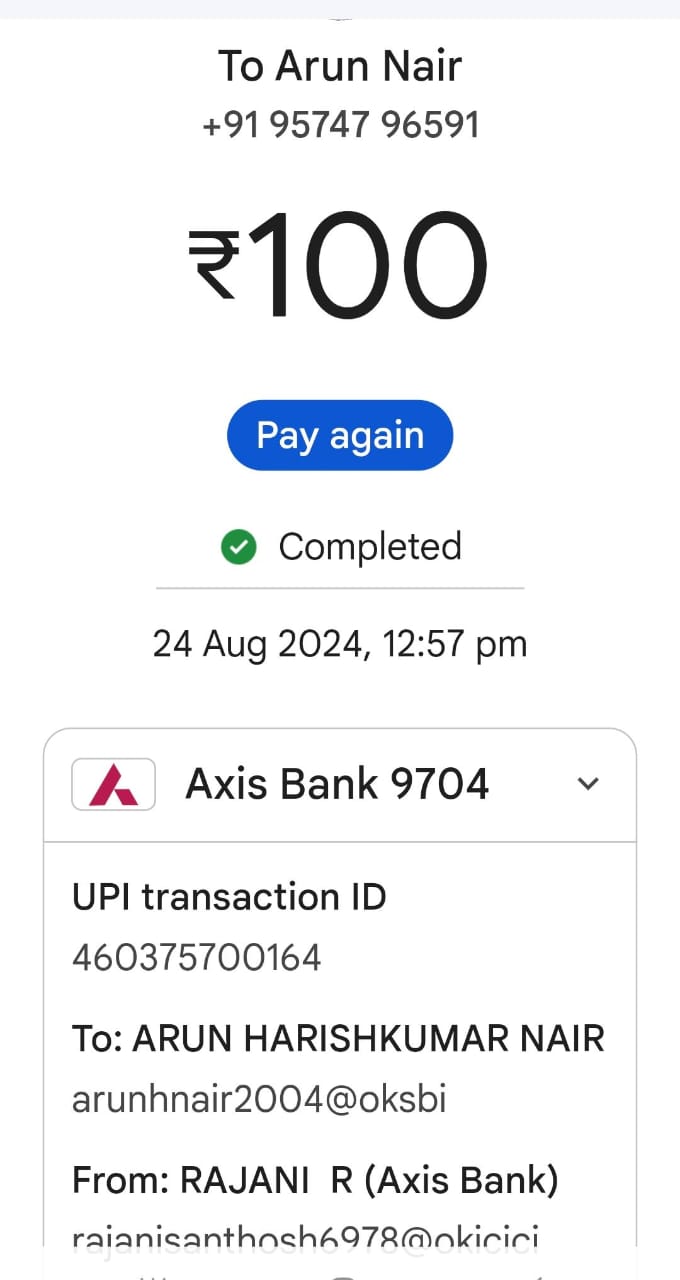 To Arun Nair
+91 95747 96591
₹100
Pay again
Completed
24 Aug 2024, 12:57 pm
Axis Bank 9704
UPI transaction ID
460375700164
To: ARUN HARISHKUMAR NAIR
arunhnair2004@oksbi
From: RAJANI  R (Axis Bank)
rajanisanthosh6978@okicici